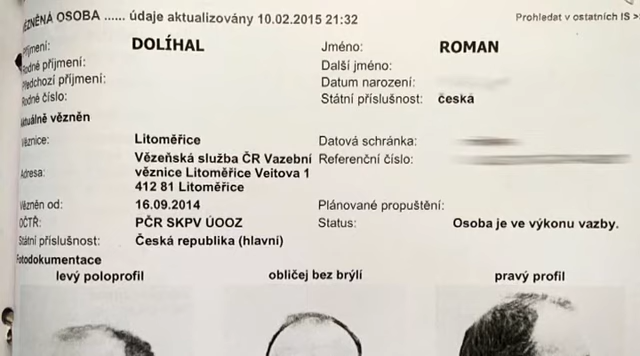 VĚZNĚNÁ OSOBA ...... údaje aktualizovány 10.02.2015 21:32
Prohledat v ostatních IS >
Příjmení: DOLÍHAL Jméno: ROMAN
Rodné příjmení: Další jméno:
Předchozí příjmení: Datum narození:
Rodné číslo: Státní příslušnost: česká
Aktuálně vězněn
Věznice: Litoměřice Datová schránka:
Vězeňská služba ČR Vazební Referenční číslo:
Adresa: věznice Litoměřice Veitova 1
412 81 Litoměřice
Vězněn od: 16.09.2014 Plánované propuštění:
OČTŘ: PČR SKPV ÚOOZ Status: Osoba je ve výkonu vazby.
Státní příslušnost: Česká republika (hlavní)
Fotodokumentace
levý poloprofil obličej bez brýlí pravý profil